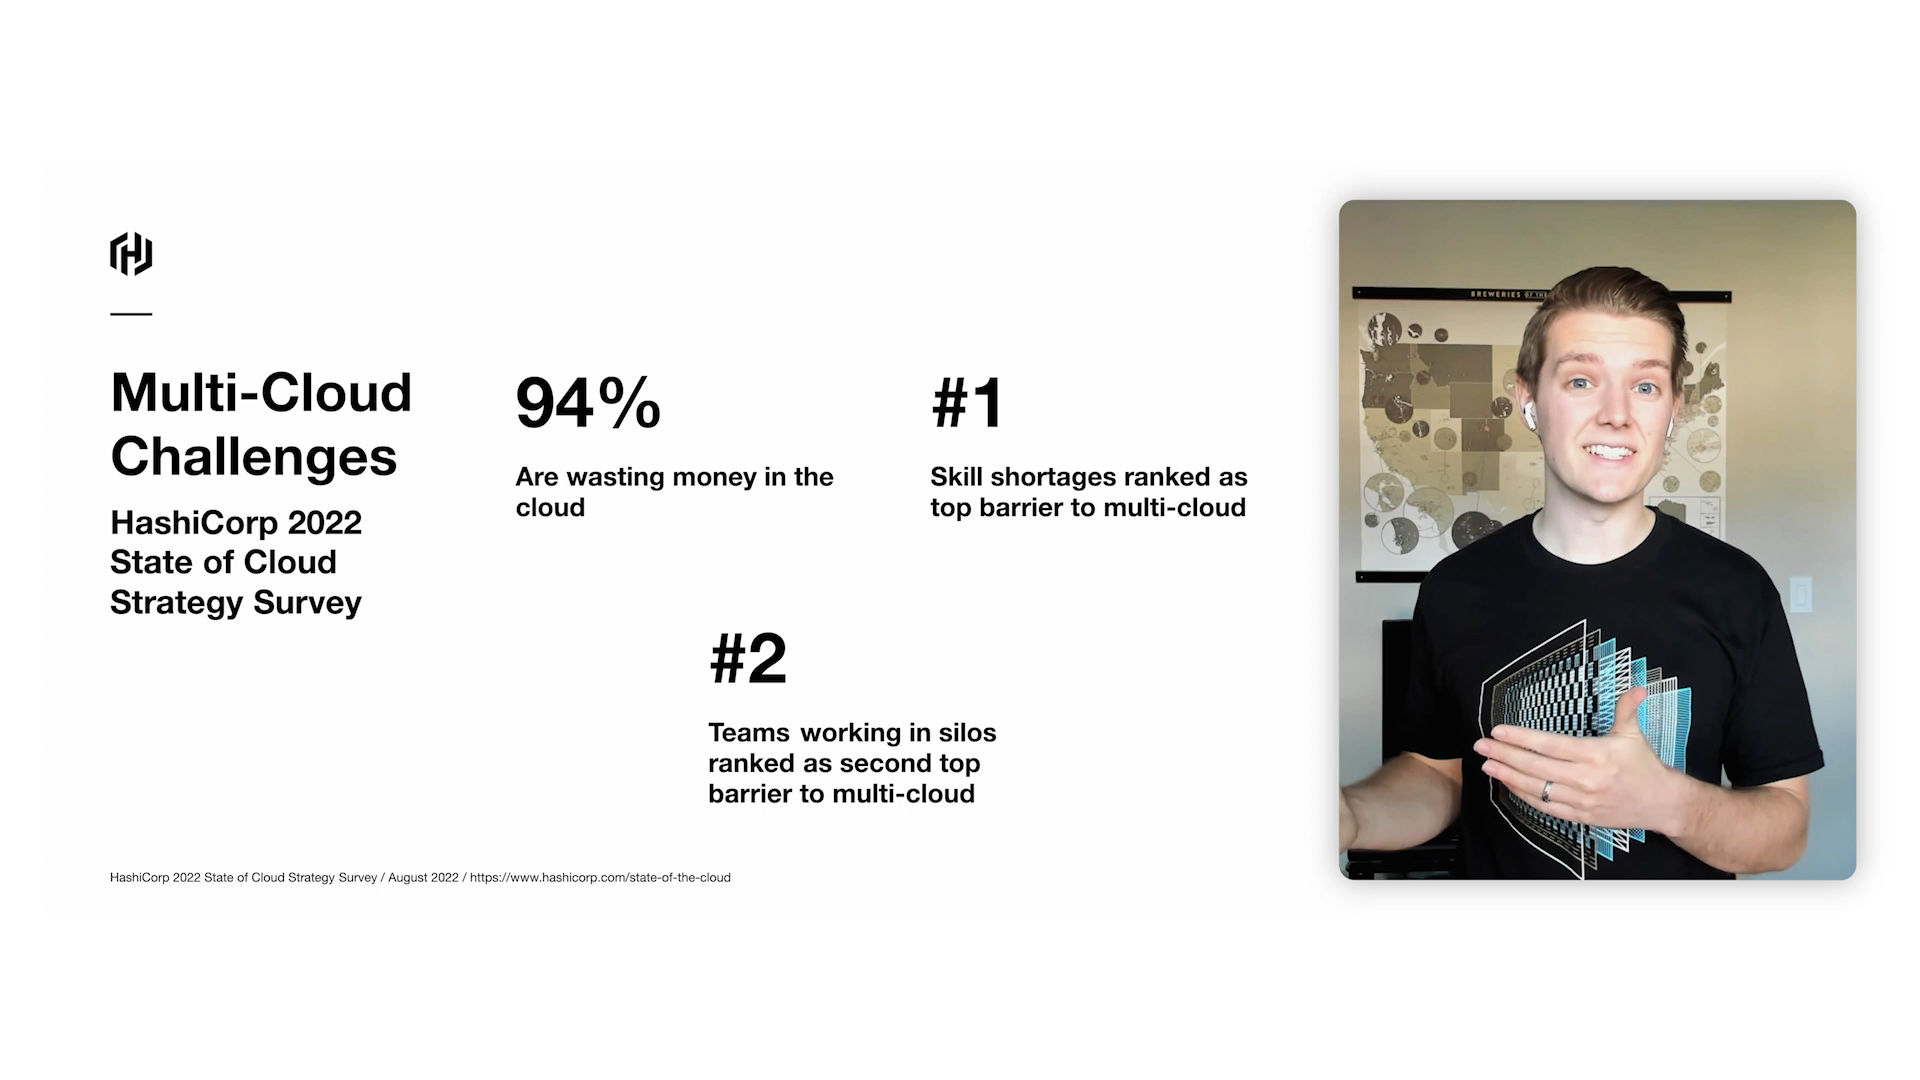 Multi-Cloud
Challenges
HashiCorp 2022
State of Cloud
Strategy Survey
94%
Are wasting money in the
cloud
#1
Skill shortages ranked as
top barrier to multi-cloud
#2
Teams working in silos
ranked as second top
barrier to multi-cloud
HashiCorp 2022 State of Cloud Strategy Survey / August 2022 / https://www.hashicorp.com/state-of-the-cloud
BREWERIES OF THE